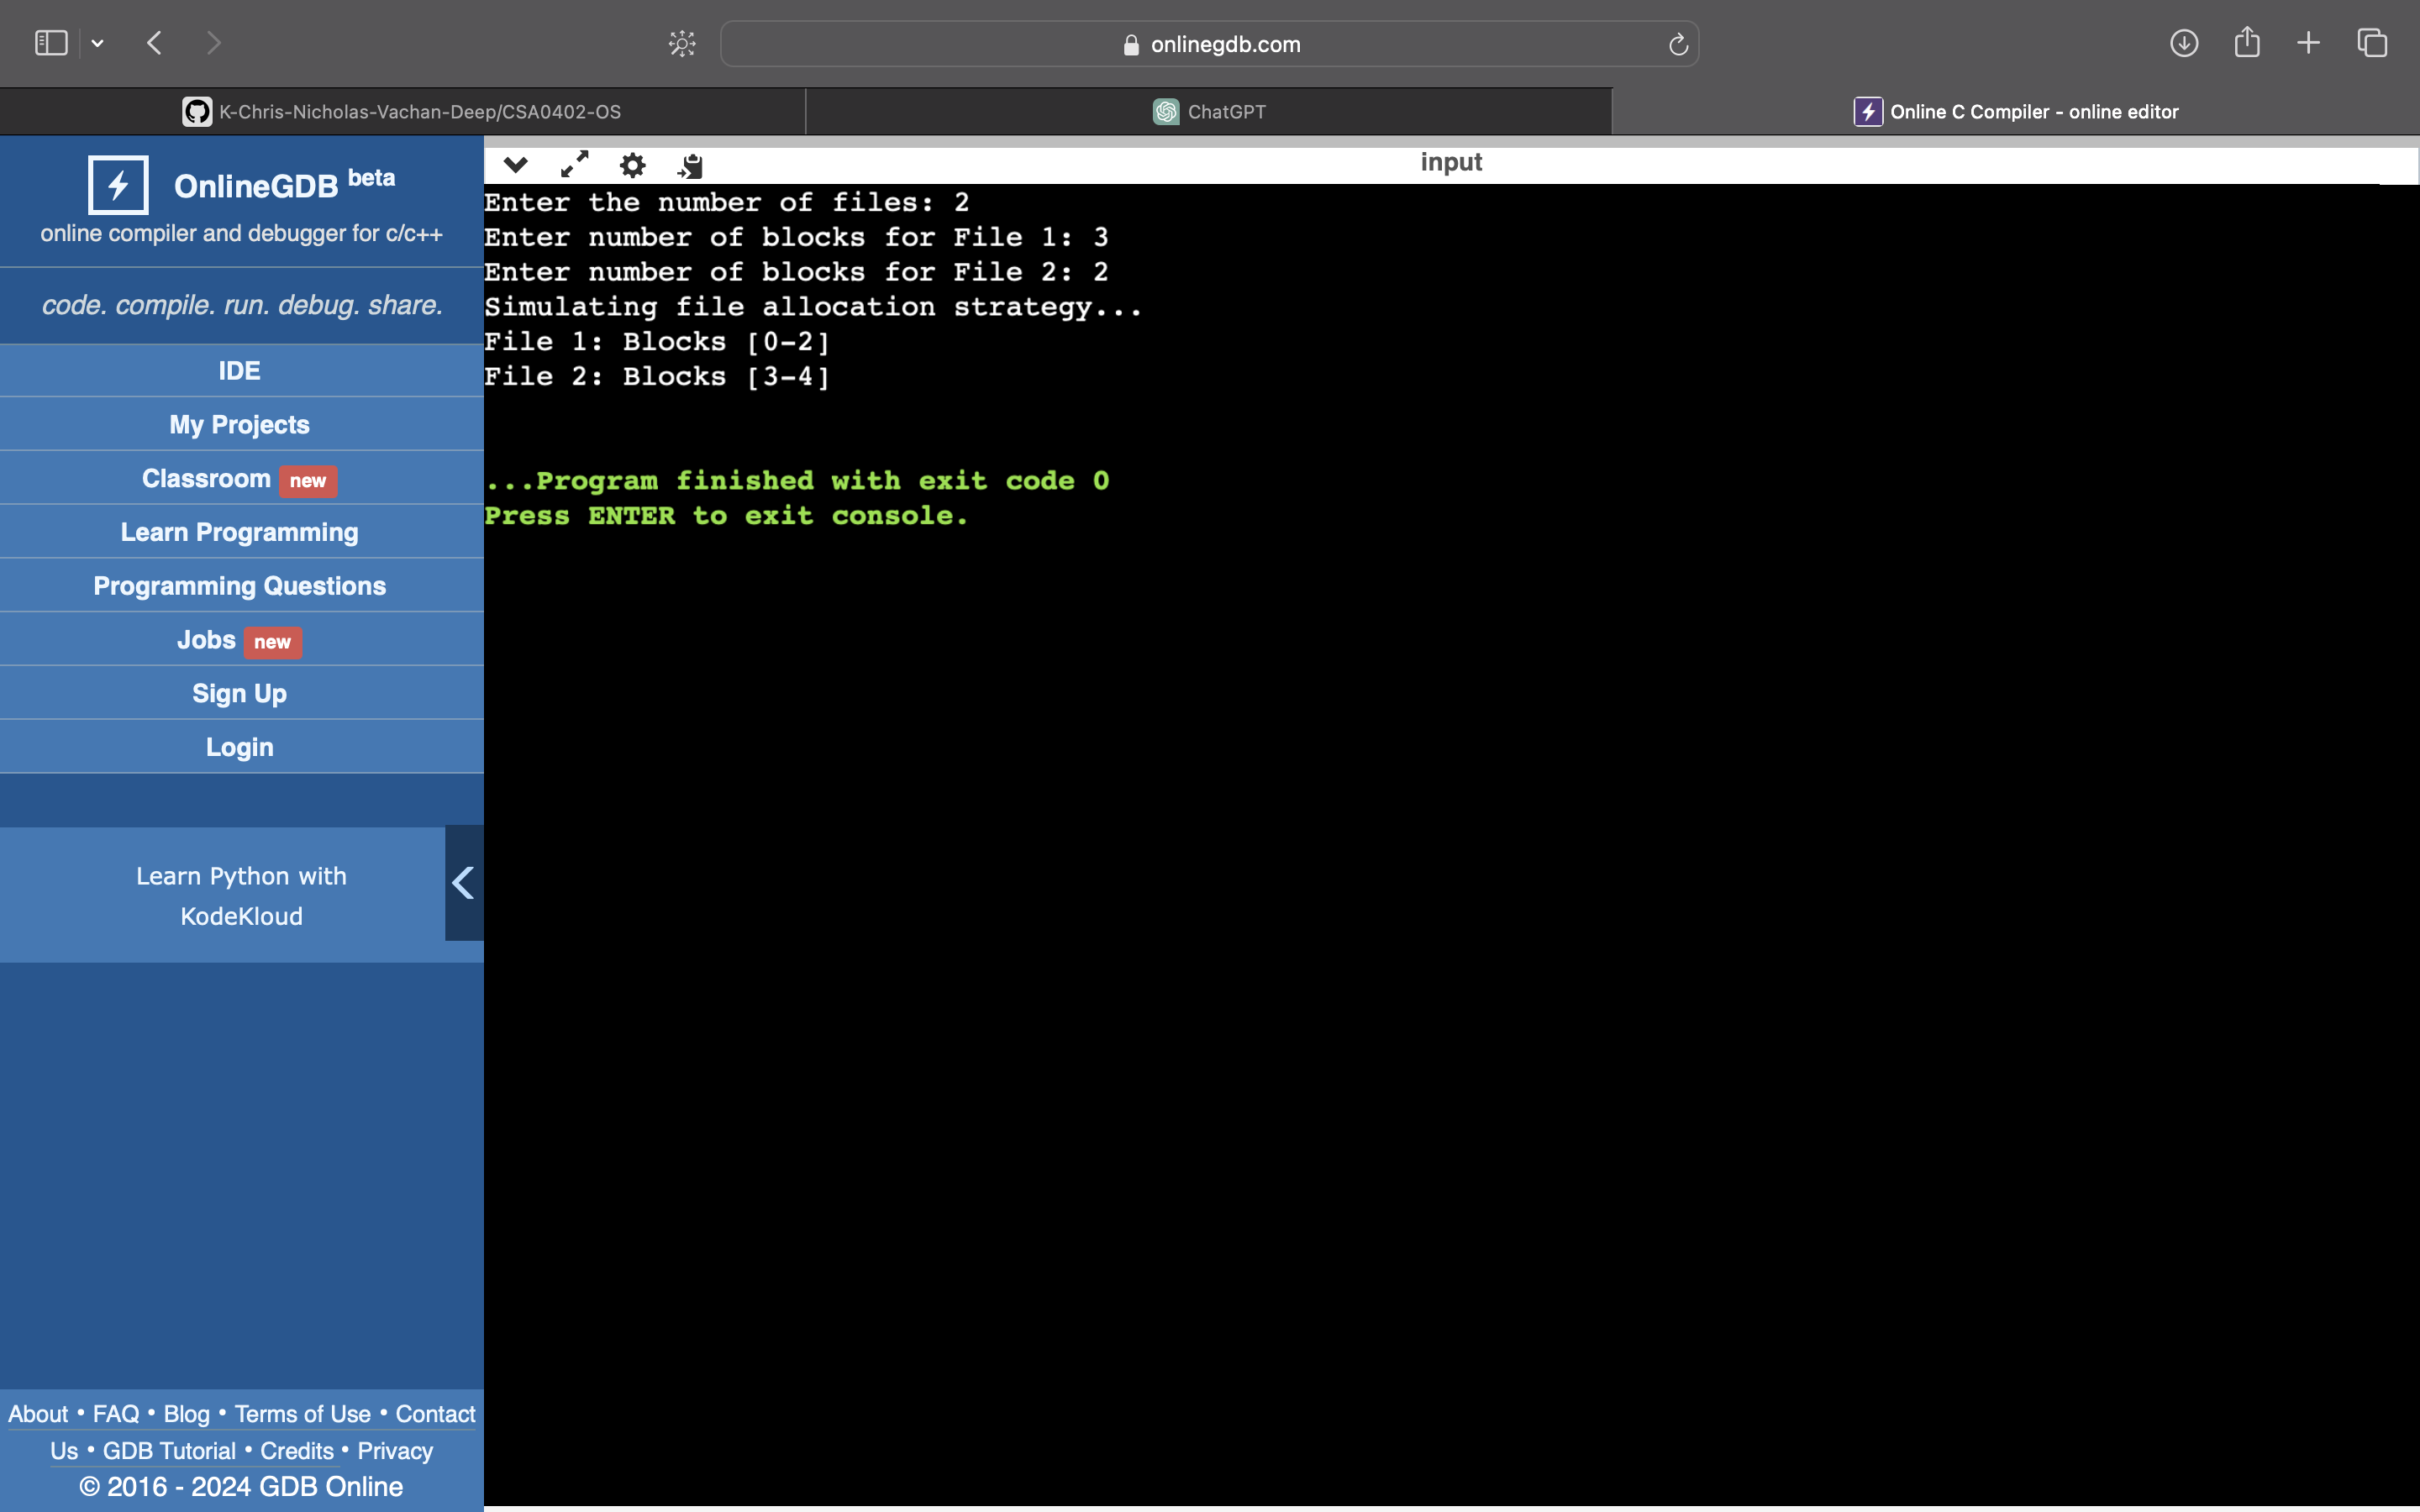 onlinegdb.com
K-Chris-Nicholas-Vachan-Deep/CSA0402-OS
ChatGPT
Online C Compiler - online editor
OnlineGDB beta
online compiler and debugger for c/c++
code. compile. run. debug. share.
IDE
My Projects
Classroom new
Learn Programming
Programming Questions
Jobs new
Sign Up
Login
Learn Python with
KodeKloud
About • FAQ • Blog • Terms of Use • Contact
Us • GDB Tutorial • Credits • Privacy
© 2016 - 2024 GDB Online
input
Enter the number of files: 2
Enter number of blocks for File 1: 3
Enter number of blocks for File 2: 2
Simulating file allocation strategy...
File 1: Blocks [0-2]
File 2: Blocks [3-4]
...Program finished with exit code 0
Press ENTER to exit console.